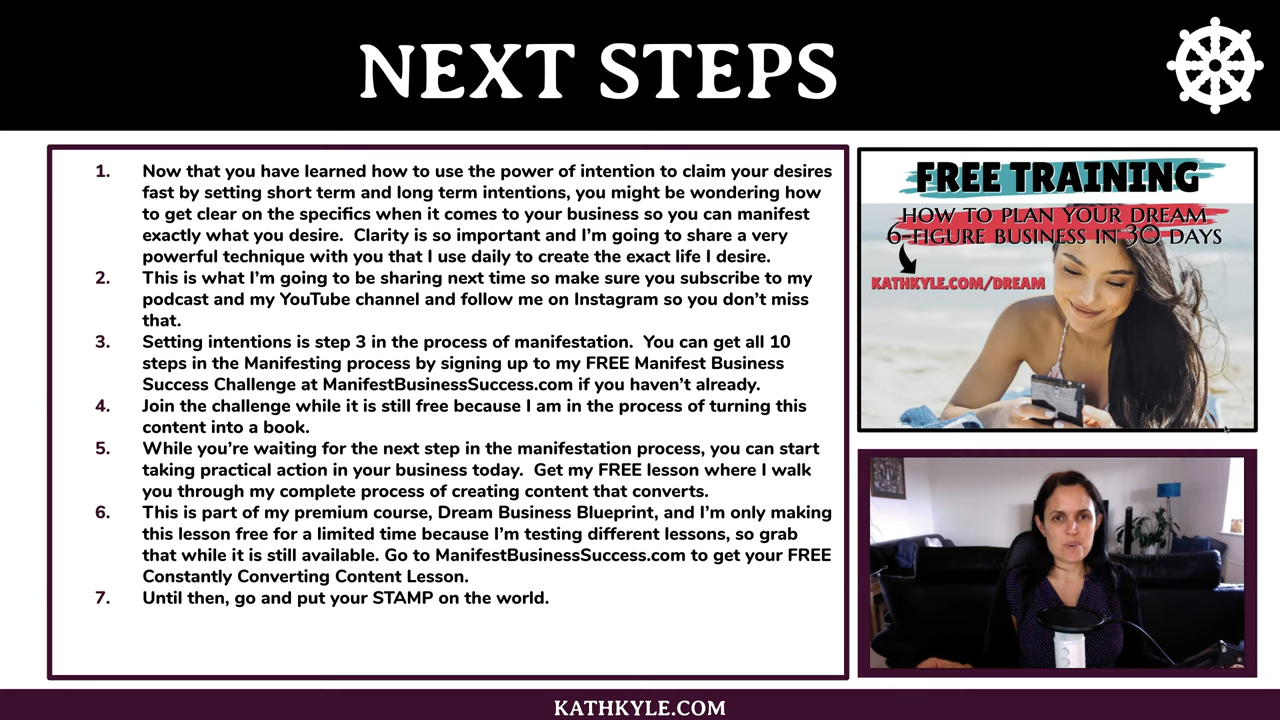 NEXT STEPS
1. Now that you have learned how to use the power of intention to claim your desires
fast by setting short term and long term intentions, you might be wondering how
to get clear on the specifics when it comes to your business so you can manifest
exactly what you desire.  Clarity is so important and I'm going to share a very
powerful technique with you that I use daily to create the exact life I desire.
2. This is what I'm going to be sharing next time so make sure you subscribe to my
podcast and my YouTube channel and follow me on Instagram so you don't miss
that.
3. Setting intentions is step 3 in the process of manifestation.  You can get all 10
steps in the Manifesting process by signing up to my FREE Manifest Business
Success Challenge at ManifestBusinessSuccess.com if you haven't already.
4. Join the challenge while it is still free because I am in the process of turning this
content into a book.
5. While you're waiting for the next step in the manifestation process, you can start
taking practical action in your business today.  Get my FREE lesson where I walk
you through my complete process of creating content that converts.
6. This is part of my premium course, Dream Business Blueprint, and I'm only making
this lesson free for a limited time because I'm testing different lessons, so grab
that while it is still available. Go to ManifestBusinessSuccess.com to get your FREE
Constantly Converting Content Lesson.
7. Until then, go and put your STAMP on the world.
FREE TRAINING
HOW TO PLAN YOUR DREAM
6-FIGURE BUSINESS IN 30 DAYS
KATHKYLE.COM/DREAM
KATHKYLE.COM